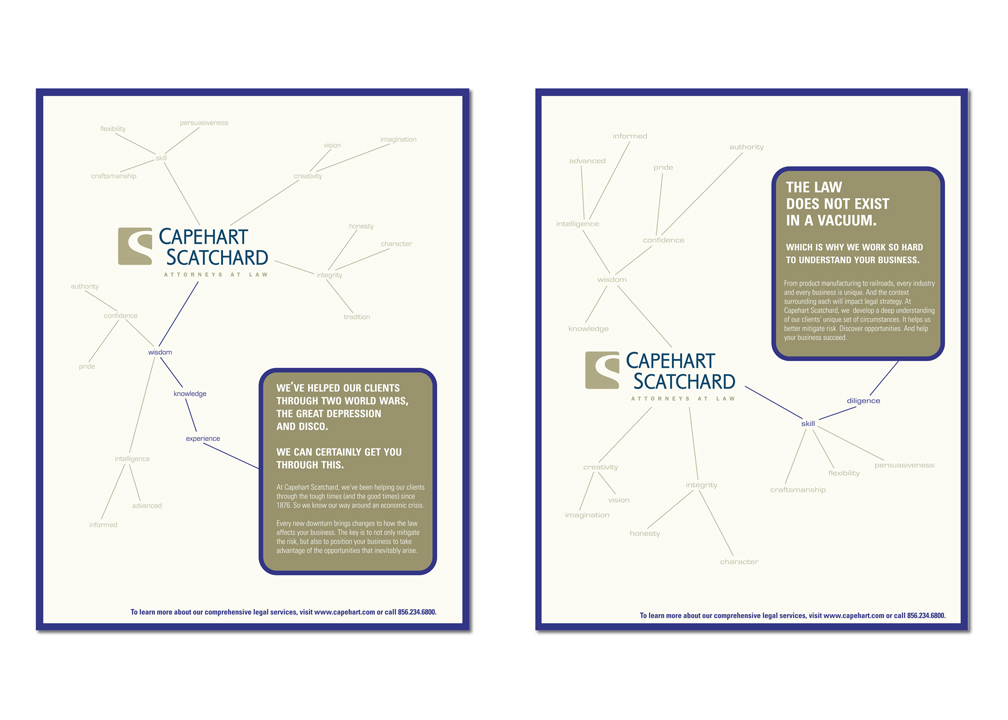 flexibility
persuasiveness
skill
craftsmanship
vision
imagination
creativity
CAPEHART
SCATCHARD
ATTORNEYS AT LAW
honesty
character
integrity
tradition
authority
confidence
pride
wisdom
knowledge
experience
intelligence
advanced
informed
WE'VE HELPED OUR CLIENTS
THROUGH TWO WORLD WARS,
THE GREAT DEPRESSION
AND DISCO.
WE CAN CERTAINLY GET YOU
THROUGH THIS.
At Capehart Scatchard, we've been helping our clients
through the tough times (and the good times) since
1876. So we know our way around an economic crisis.
Every new downturn brings changes to how the law
affects your business. The key is to not only mitigate
the risk, but also to position your business to take
advantage of the opportunities that inevitably arise.
To learn more about our comprehensive legal services, visit www.capehart.com or call 856.234.6800.
informed
authority
advanced
pride
intelligence
confidence
wisdom
knowledge
THE LAW
DOES NOT EXIST
IN A VACUUM.
WHICH IS WHY WE WORK SO HARD
TO UNDERSTAND YOUR BUSINESS.
From product manufacturing to railroads, every industry
and every business is unique. And the context
surrounding each will impact legal strategy. At
Capehart Scatchard, we develop a deep understanding
of our clients' unique set of circumstances. It helps us
better mitigate risk. Discover opportunities. And help
your business succeed.
CAPEHART
SCATCHARD
ATTORNEYS AT LAW
diligence
skill
persuasiveness
flexibility
craftsmanship
creativity
vision
imagination
integrity
honesty
character
To learn more about our comprehensive legal services, visit www.capehart.com or call 856.234.6800.